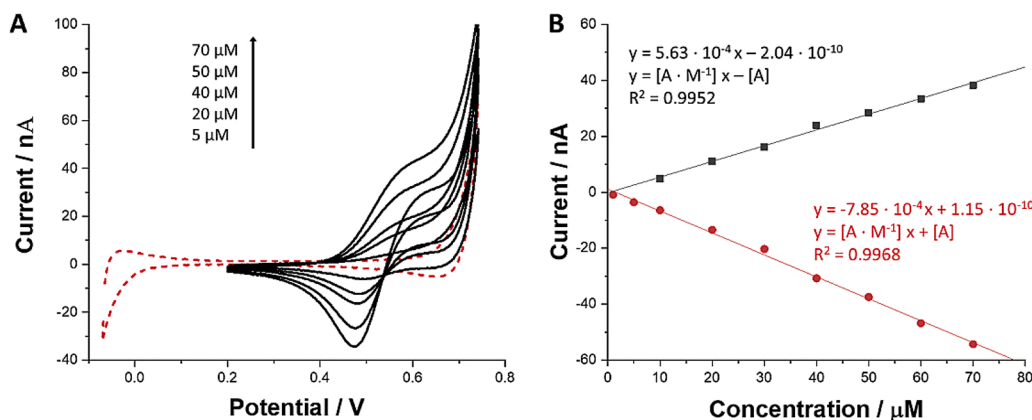 A
70 μM
50 μM
40 μM
20 μM
5 μM
100
80
60
40
20
0
-20
-40
0.0
0.2
0.4
0.6
0.8
Current / nA
Potential / V
B
y = 5.63 · 10⁻⁴ x – 2.04 · 10⁻¹⁰
y = [A · M⁻¹] x – [A]
R² = 0.9952
y = -7.85 · 10⁻⁴x + 1.15 · 10⁻¹⁰
y = [A · M⁻¹] x + [A]
R² = 0.9968
60
40
20
0
-20
-40
-60
0
10
20
30
40
50
60
70
80
Current / nA
Concentration / μM